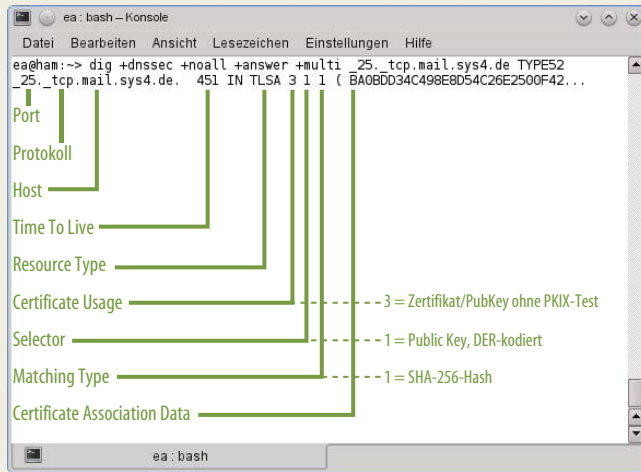 ea : bash – Konsole
Datei Bearbeiten Ansicht Lesezeichen Einstellungen Hilfe
ea@ham:~> dig +dnssec +noall +answer +multi _25._tcp.mail.sys4.de TYPE52
_25._tcp.mail.sys4.de. 451 IN TLSA 3 1 1 ( BA0BDD34C498E8D54C26E2500F42...
Port
Protokoll
Host
Time To Live
Resource Type
Certificate Usage 3 = Zertifikat/PubKey ohne PKIX-Test
Selector 1 = Public Key, DER-kodiert
Matching Type 1 = SHA-256-Hash
Certificate Association Data
ea : bash